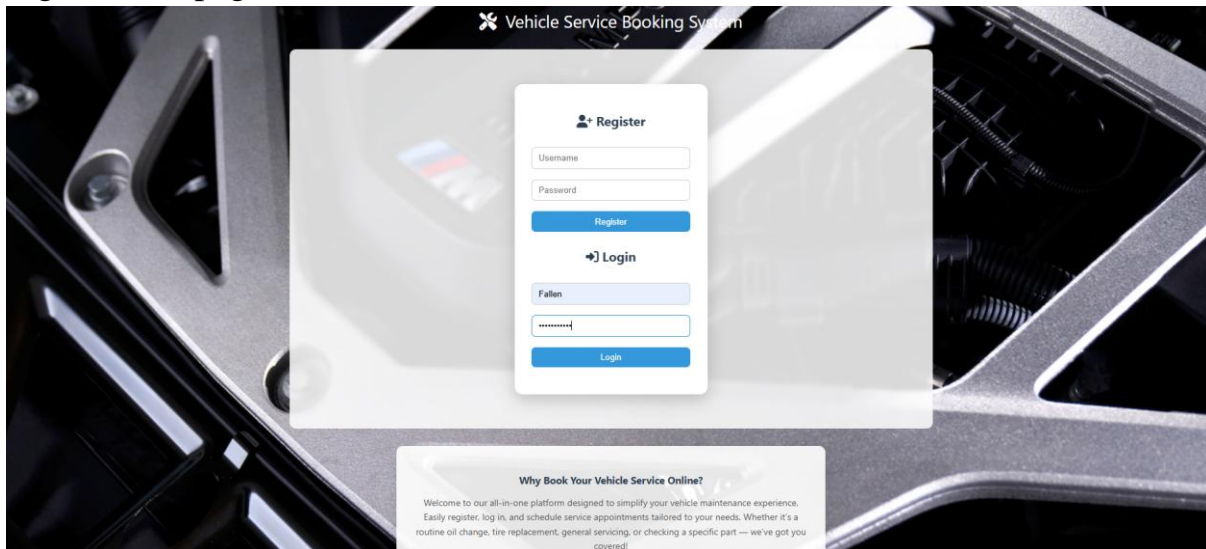 Vehicle Service Booking System
Register
Username
Password
Register
Login
Fallen
Login
Why Book Your Vehicle Service Online?
Welcome to our all-in-one platform designed to simplify your vehicle maintenance experience.
Easily register, log in, and schedule service appointments tailored to your needs. Whether it's a
routine oil change, tire replacement, general servicing, or checking a specific part — we've got you
covered!